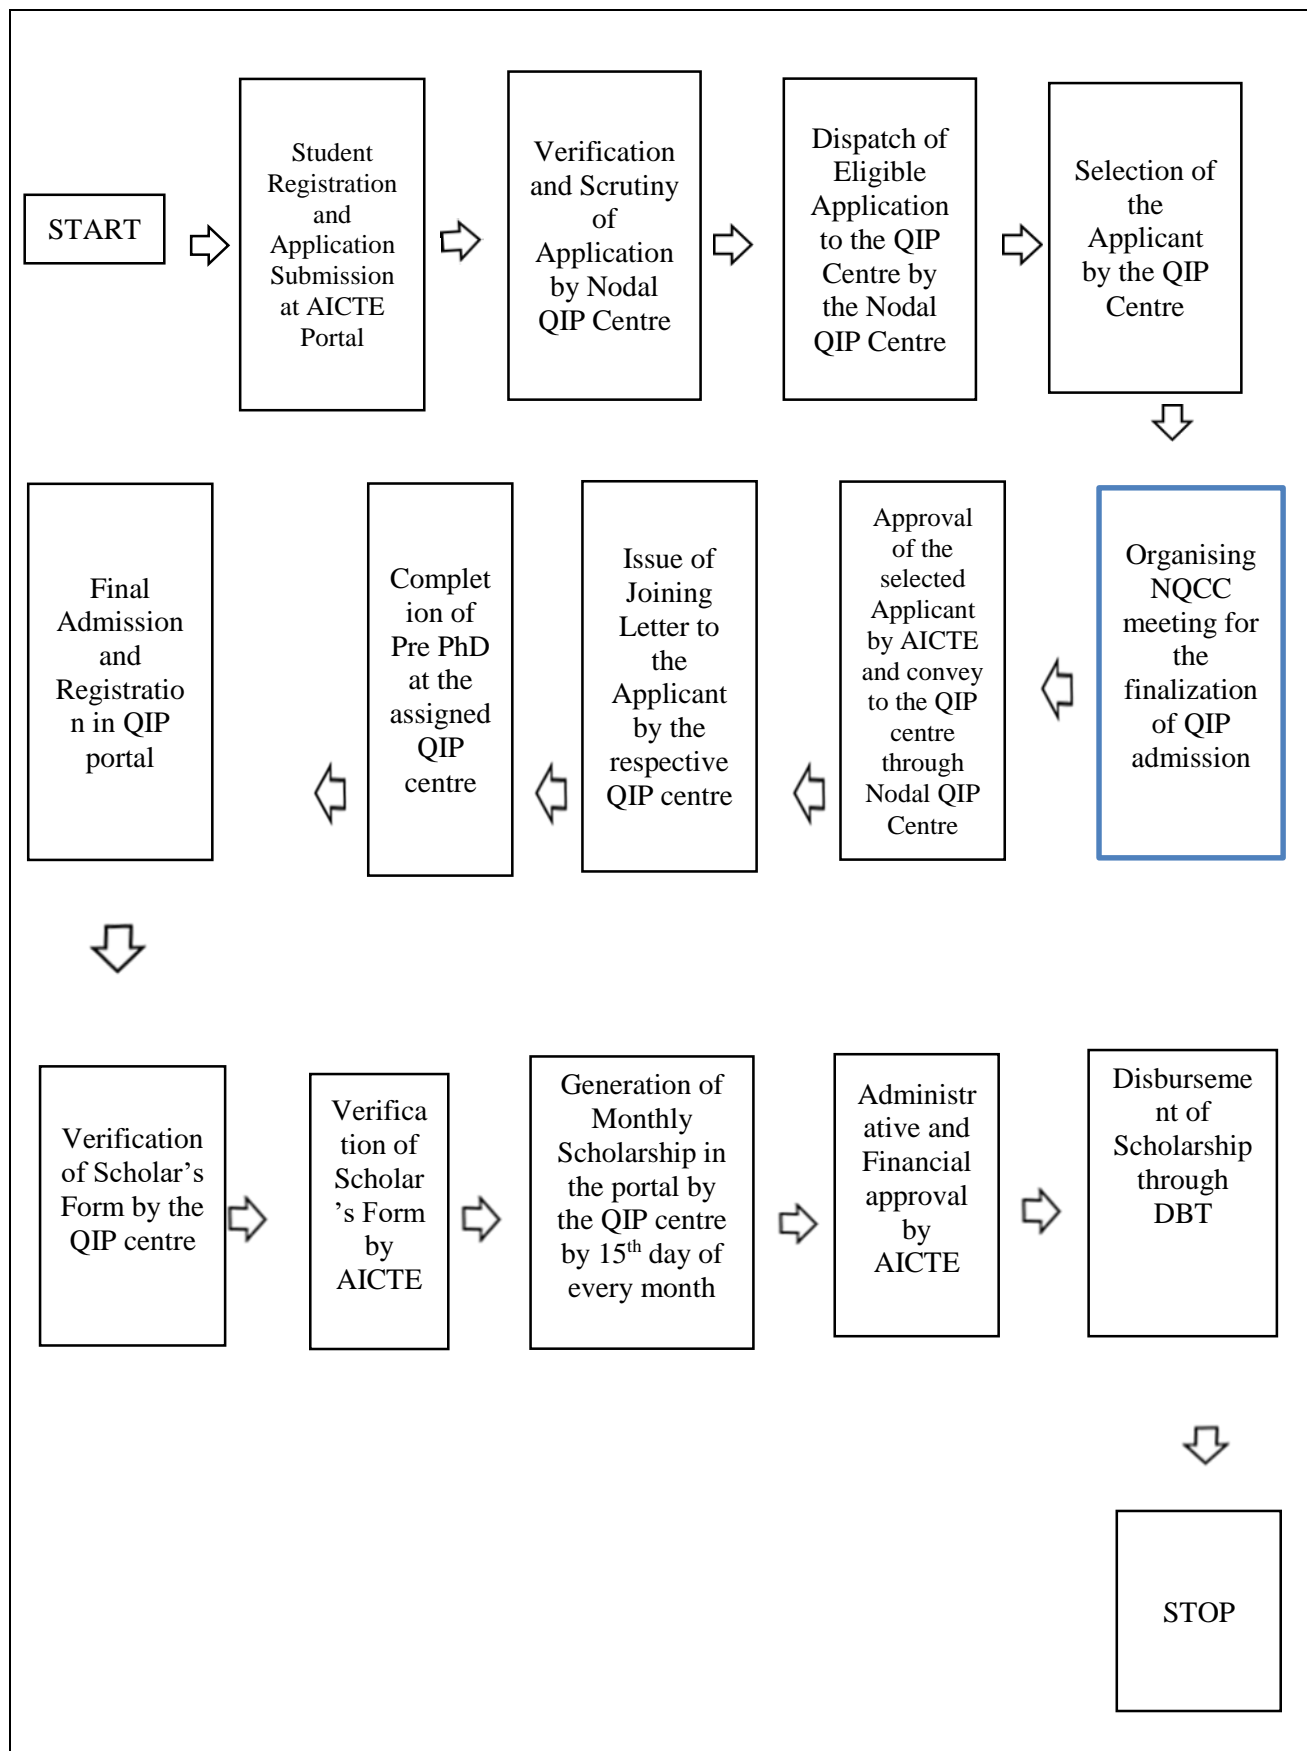 START
Student
Registration
and
Application
Submission
at AICTE
Portal
Verification
and Scrutiny
of
Application
by Nodal
QIP Centre
Dispatch of
Eligible
Application
to the QIP
Centre by
the Nodal
QIP Centre
Selection of
the
Applicant
by the QIP
Centre
Organising
NQCC
meeting for
the
finalization
of QIP
admission
Approval
of the
selected
Applicant
by AICTE
and convey
to the QIP
centre
through
Nodal QIP
Centre
Issue of
Joining
Letter to
the
Applicant
by the
respective
QIP centre
Complet
ion of
Pre PhD
at the
assigned
QIP
centre
Final
Admission
and
Registratio
n in QIP
portal
Verification
of Scholar’s
Form by the
QIP centre
Verifica
tion of
Scholar
’s Form
by
AICTE
Generation of
Monthly
Scholarship in
the portal by
the QIP centre
by 15th day of
every month
Administr
ative and
Financial
approval
by
AICTE
Disburseme
nt of
Scholarship
through
DBT
STOP